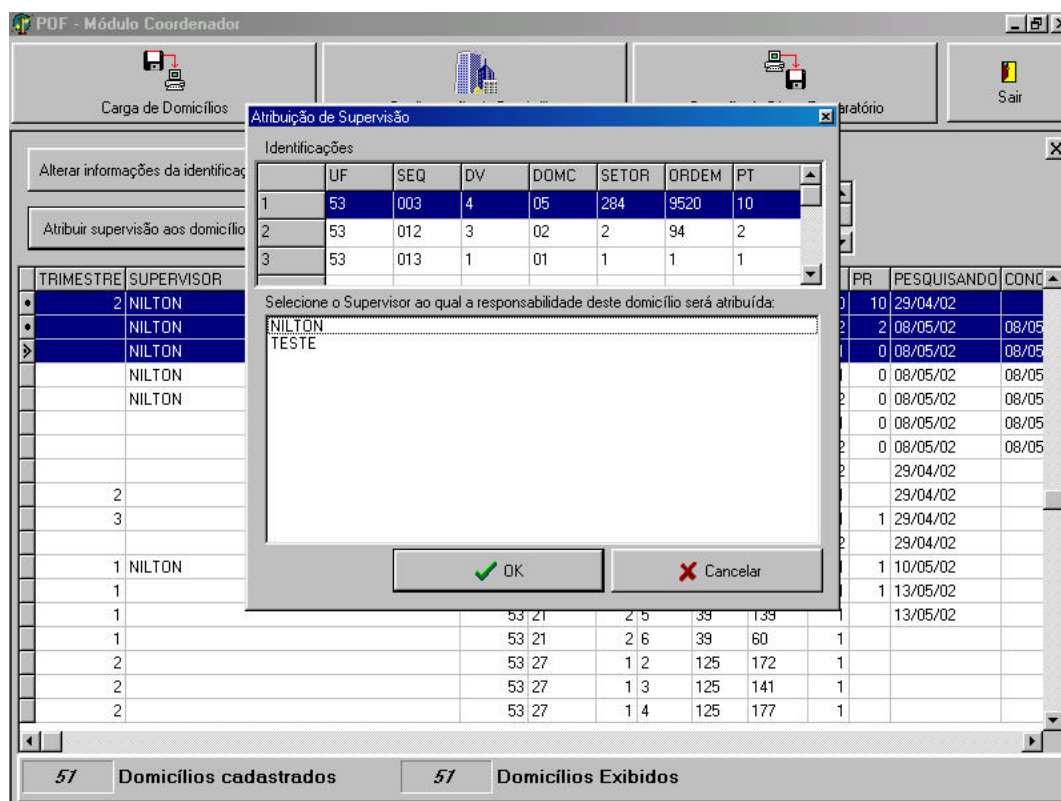 POF - Módulo Coordenador
Carga de Domicílios
Sair
Atribuição de Supervisão
Identificações
UF SEQ DV DOMC SETOR ORDEM PT
1 53 003 4 05 284 9520 10
2 53 012 3 02 2 94 2
3 53 013 1 01 1 1 1
Selecione o Supervisor ao qual a responsabilidade deste domicílio será atribuída:
NILTON
TESTE
OK Cancelar
Alterar informações da identificaç
Atribuir supervisão aos domicílio
TRIMESTRE SUPERVISOR PR PESQUISANDO CONC
2 NILTON 10 29/04/02
NILTON 2 08/05/02 08/05
NILTON 0 08/05/02 08/05
NILTON 0 08/05/02 08/05
NILTON 0 08/05/02 08/05
0 08/05/02 08/05
0 08/05/02 08/05
29/04/02
2 29/04/02
3 1 29/04/02
29/04/02
1 NILTON 1 10/05/02
1 1 13/05/02
1 53 21 2 5 39 139 1 13/05/02
1 53 21 2 6 39 60 1
2 53 27 1 2 125 172 1
2 53 27 1 3 125 141 1
2 53 27 1 4 125 177 1
51 Domicílios cadastrados 51 Domicílios Exibidos